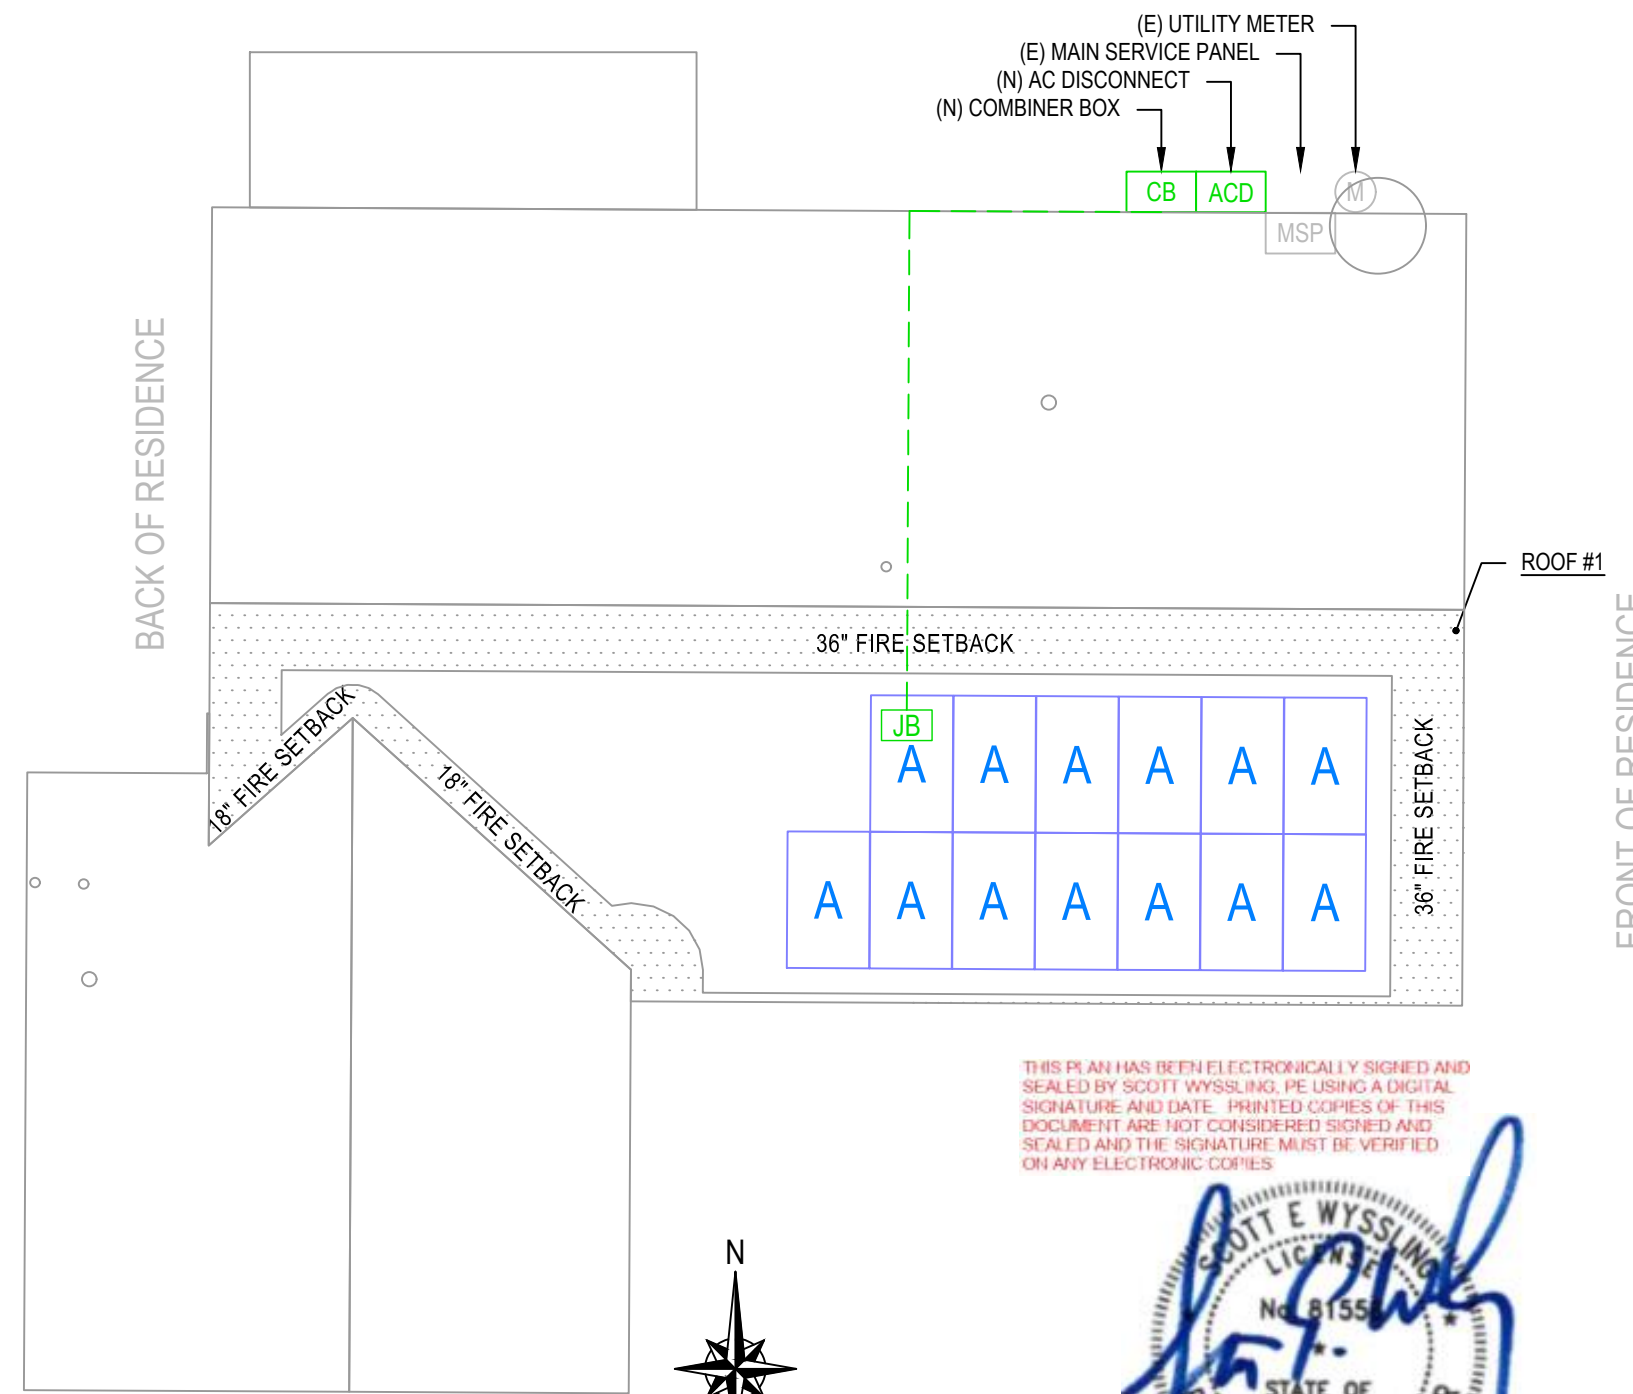 (E) UTILITY METER
(E) MAIN SERVICE PANEL
(N) AC DISCONNECT
(N) COMBINER BOX
CB ACD M
MSP
BACK OF RESIDENCE
ROOF #1
FRONT OF RESIDENCE
36" FIRE SETBACK
18" FIRE SETBACK
18" FIRE SETBACK
36" FIRE SETBACK
JB
A A A A A A
A A A A A A A
THIS PLAN HAS BEEN ELECTRONICALLY SIGNED AND
SEALED BY SCOTT WYSSLING, PE USING A DIGITAL
SIGNATURE AND DATE. PRINTED COPIES OF THIS
DOCUMENT ARE NOT CONSIDERED SIGNED AND
SEALED AND THE SIGNATURE MUST BE VERIFIED
ON ANY ELECTRONIC COPIES
N
SCOTT E WYSSLING
LICENSE
No. 81558
STATE OF